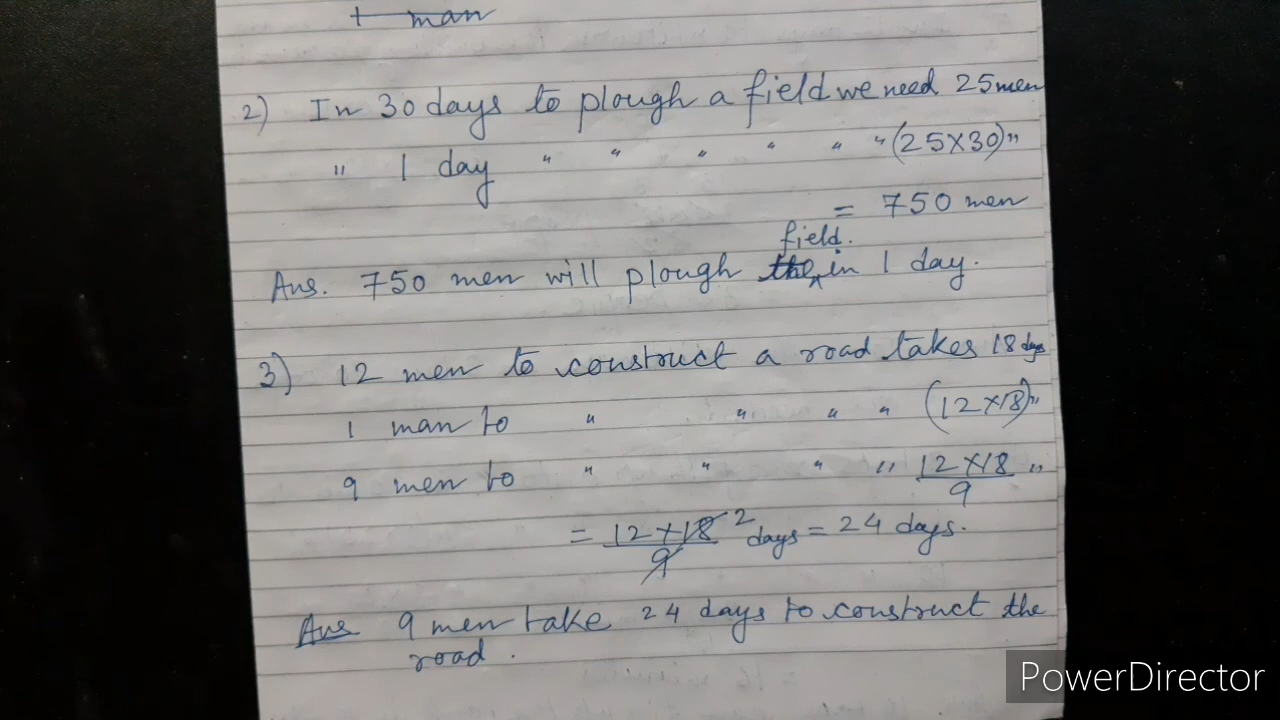 1 man
2) In 30 days to plough a field we need 25 men
" 1 day " " " " " " (25×30) "
= 750 men
field.
Ans. 750 men will plough the in 1 day.
3) 12 men to construct a road takes 18 days
1 man to " " " " (12×18) "
9 men to " " " " 12×18/9 "
= 12×18/9 2 days = 24 days.
Ans 9 men take 24 days to construct the
road.
PowerDirector